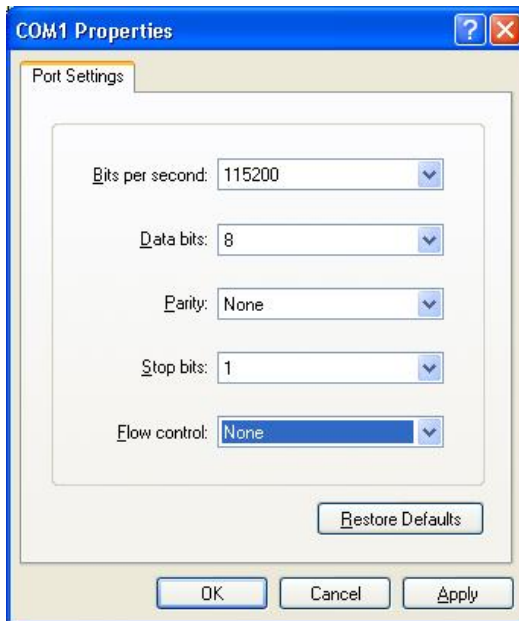 COM1 Properties
Port Settings
Bits per second: 115200
Data bits: 8
Parity: None
Stop bits: 1
Flow control: None
Restore Defaults
OK Cancel Apply